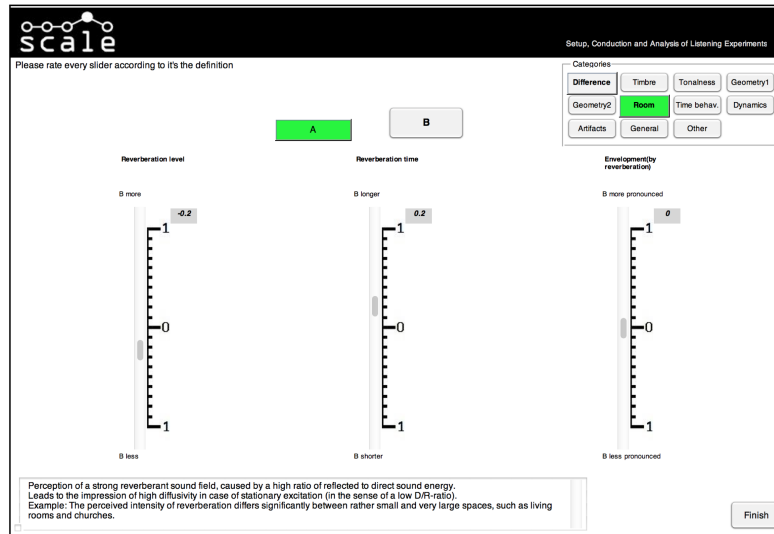 scale
Setup, Conduction and Analysis of Listening Experiments
Please rate every slider according to it's the definition
Categories
Difference
Timbre
Tonalness
Geometry1
Geometry2
Room
Time behav.
Dynamics
Artifacts
General
Other
A
B
Reverberation level
Reverberation time
Envelopment(by
reverberation)
B more
B longer
B more pronounced
-0.2
0.2
0
1
1
1
0
0
0
1
1
1
B less
B shorter
B less pronounced
Perception of a strong reverberant sound field, caused by a high ratio of reflected to direct sound energy.
Leads to the impression of high diffusivity in case of stationary excitation (in the sense of a low D/R-ratio).
Example: The perceived intensity of reverberation differs significantly between rather small and very large spaces, such as living
rooms and churches.
Finish